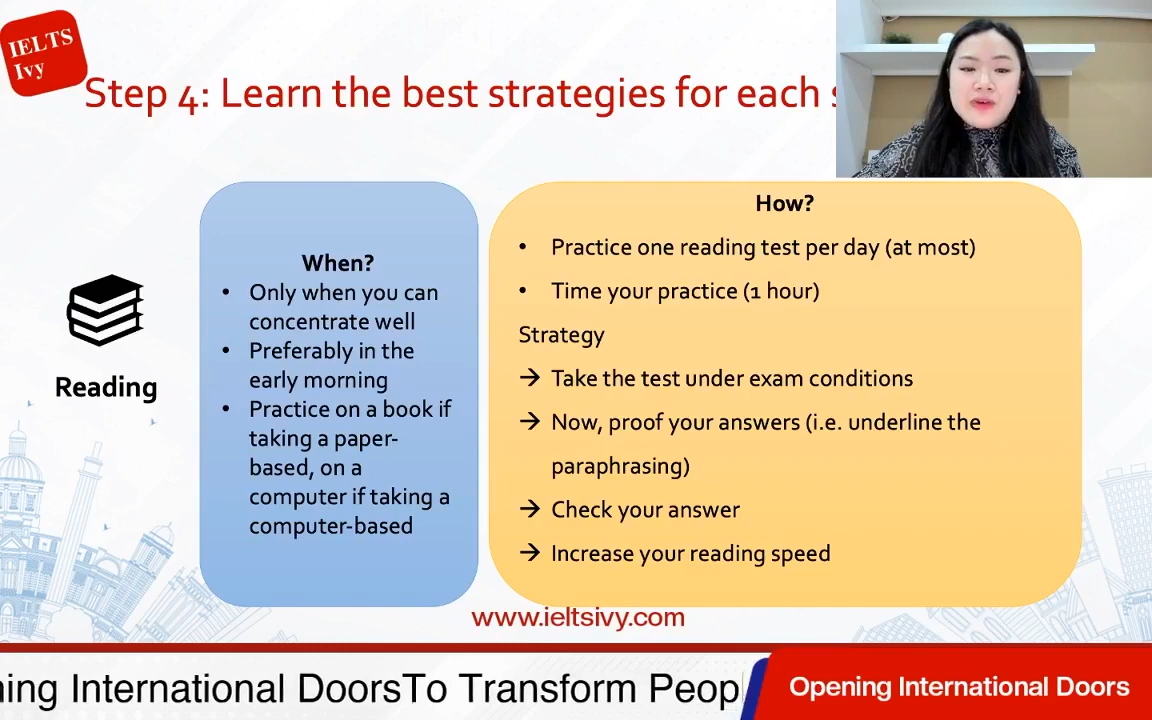 IELTS
Ivy
Step 4: Learn the best strategies for each
When?
• Only when you can
concentrate well
• Preferably in the
early morning
• Practice on a book if
taking a paper-
based, on a
computer if taking a
computer-based
Reading
How?
• Practice one reading test per day (at most)
• Time your practice (1 hour)
Strategy
→ Take the test under exam conditions
→ Now, proof your answers (i.e. underline the
paraphrasing)
→ Check your answer
→ Increase your reading speed
www.ieltsivy.com
ning International DoorsTo Transform Peop
Opening International Doors